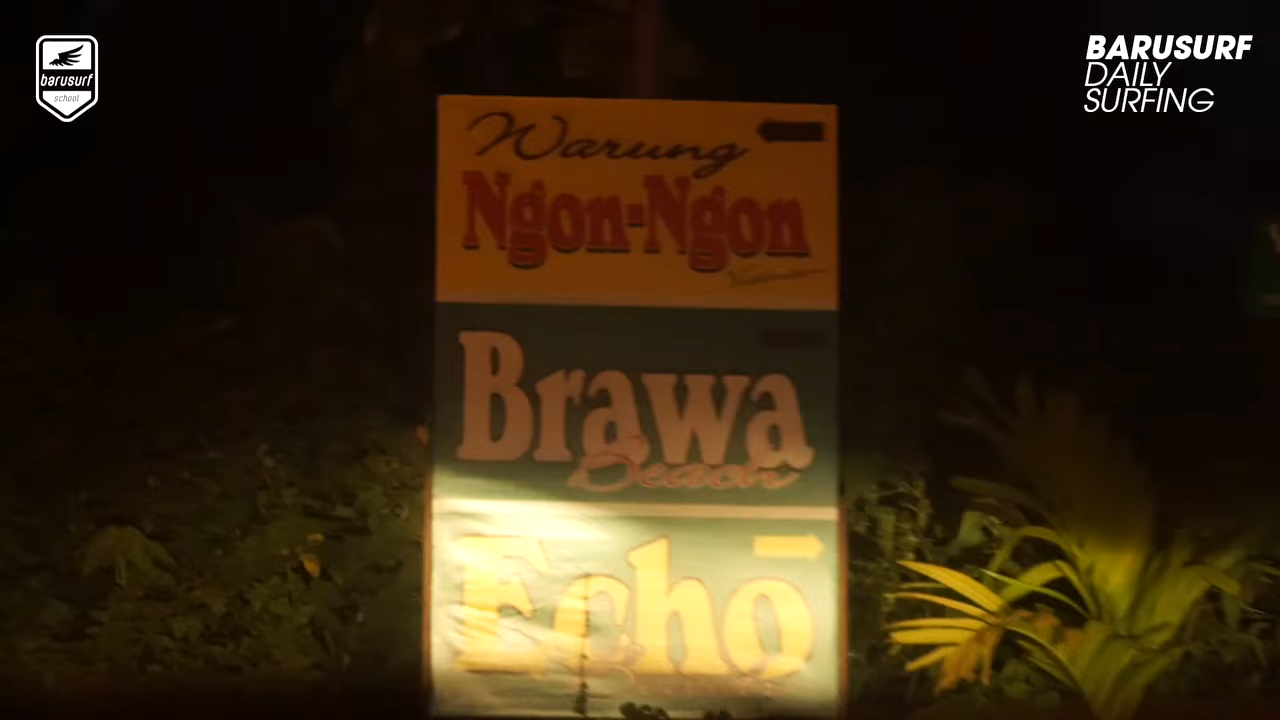 barusurf
school
BARUSURF
DAILY
SURFING
Warung
Ngon-Ngon
Brawa
Beach
Echo